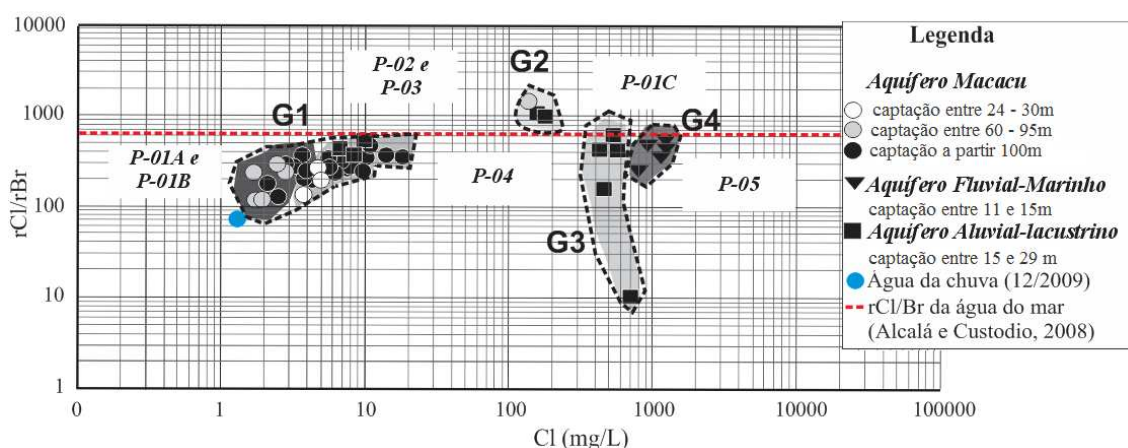 10000
1000
100
10
1
rCl/rBr
0
1
10
100
1000
10000
100000
Cl (mg/L)
G1
G2
G3
G4
P-01A e
P-01B
P-02 e
P-03
P-04
P-01C
P-05
Legenda
Aquífero Macacu
captação entre 24 - 30m
captação entre 60 - 95m
captação a partir 100m
Aquífero Fluvial-Marinho
captação entre 11 e 15m
Aquífero Aluvial-lacustrino
captação entre 15 e 29 m
Água da chuva (12/2009)
rCl/Br da água do mar
(Alcalá e Custodio, 2008)